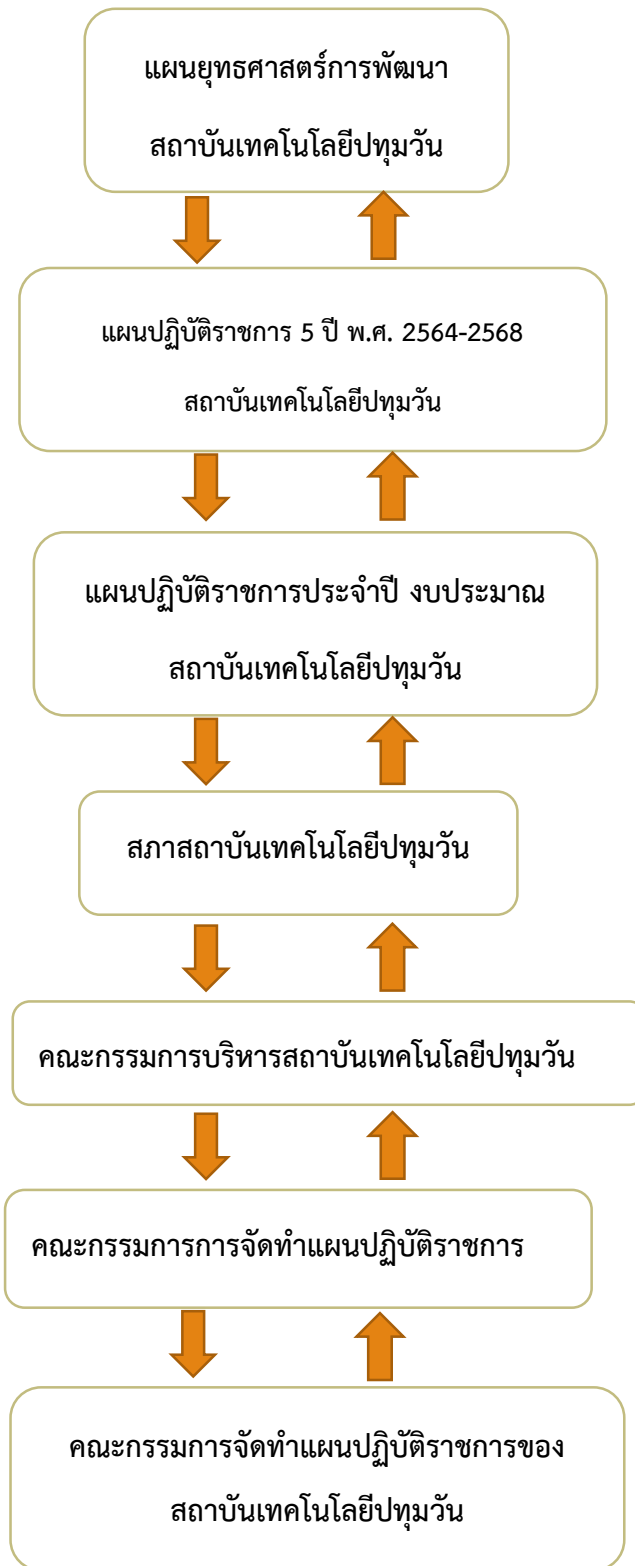 แผนยุทธศาสตร์การพัฒนา
สถาบันเทคโนโลยีปทุมวัน
แผนปฏิบัติราชการ 5 ปี พ.ศ. 2564-2568
สถาบันเทคโนโลยีปทุมวัน
แผนปฏิบัติราชการประจำปี งบประมาณ
สถาบันเทคโนโลยีปทุมวัน
สภาสถาบันเทคโนโลยีปทุมวัน
คณะกรรมการบริหารสถาบันเทคโนโลยีปทุมวัน
คณะกรรมการการจัดทำแผนปฏิบัติราชการ
คณะกรรมการจัดทำแผนปฏิบัติราชการของ
สถาบันเทคโนโลยีปทุมวัน